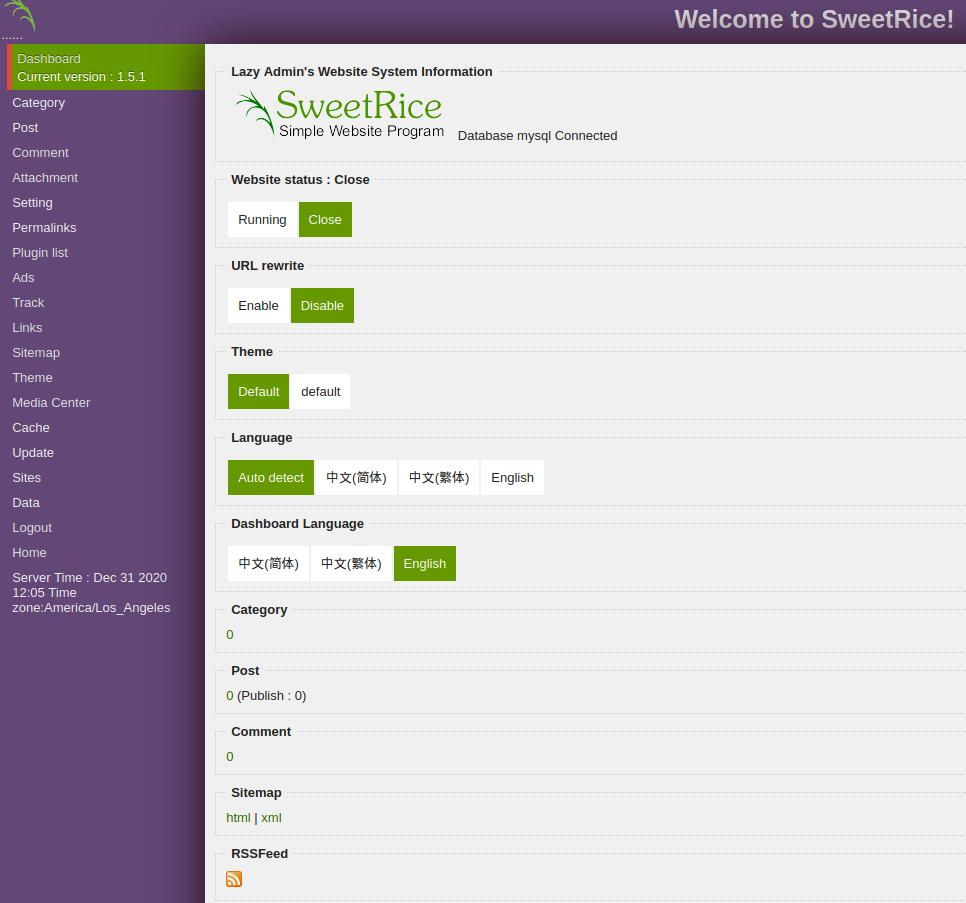 Welcome to SweetRice!
......
Dashboard
Current version : 1.5.1
Category
Post
Comment
Attachment
Setting
Permalinks
Plugin list
Ads
Track
Links
Sitemap
Theme
Media Center
Cache
Update
Sites
Data
Logout
Home
Server Time : Dec 31 2020
12:05 Time
zone:America/Los_Angeles
Lazy Admin's Website System Information
SweetRice
Simple Website Program
Database mysql Connected
Website status : Close
Running Close
URL rewrite
Enable Disable
Theme
Default default
Language
Auto detect 中文(简体) 中文(繁体) English
Dashboard Language
中文(简体) 中文(繁体) English
Category
0
Post
0 (Publish : 0)
Comment
0
Sitemap
html | xml
RSSFeed